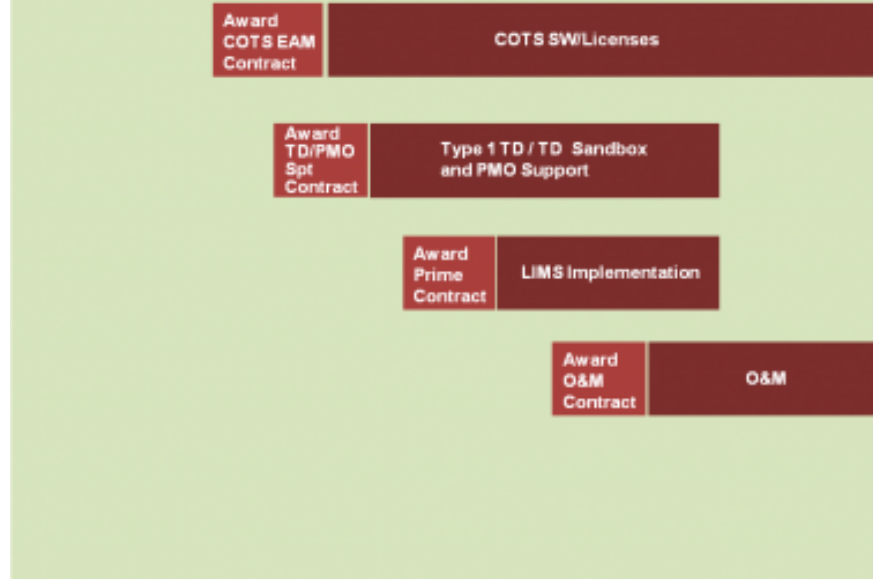 Award
COTS EAM
Contract
COTS SW/Licenses
Award
TD/PMO
Spt
Contract
Type 1 TD / TD Sandbox
and PMO Support
Award
Prime
Contract
LIMS Implementation
Award
O&M
Contract
O&M